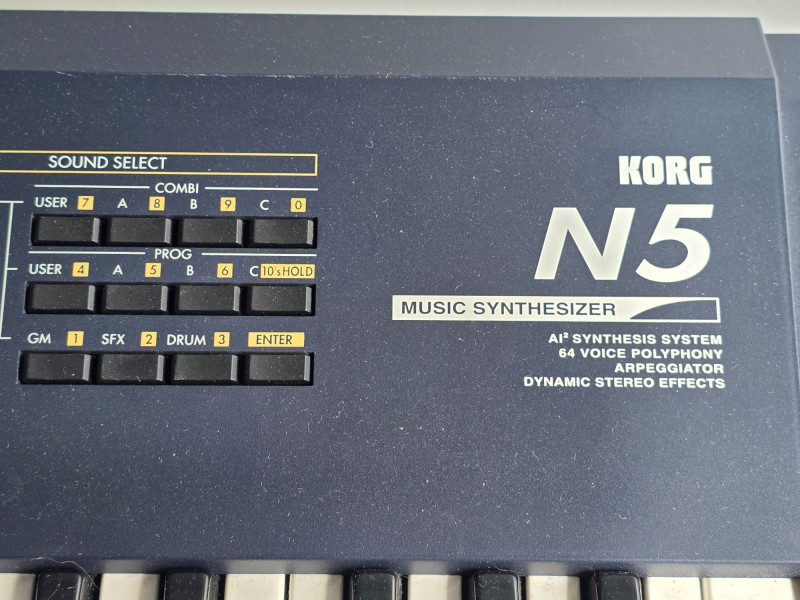 SOUND SELECT
COMBI
USER 7 A 8 B 9 C 0
PROG
USER 4 A 5 B 6 C 10's HOLD
GM 1 SFX 2 DRUM 3 ENTER
KORG
N5
MUSIC SYNTHESIZER
AI² SYNTHESIS SYSTEM
64 VOICE POLYPHONY
ARPEGGIATOR
DYNAMIC STEREO EFFECTS